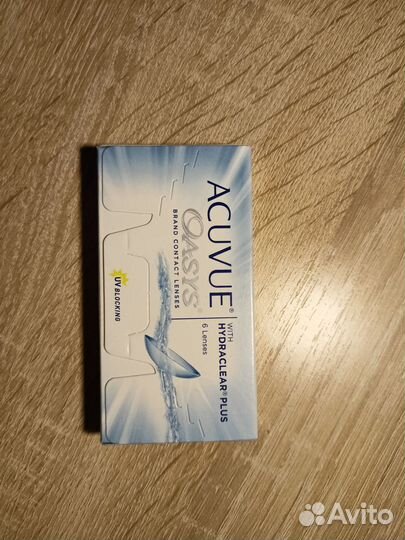 ACUVUE®
OASYS®
BRAND CONTACT LENSES
WITH
HYDRACLEAR® PLUS
6 Lenses
UV BLOCKING
Avito